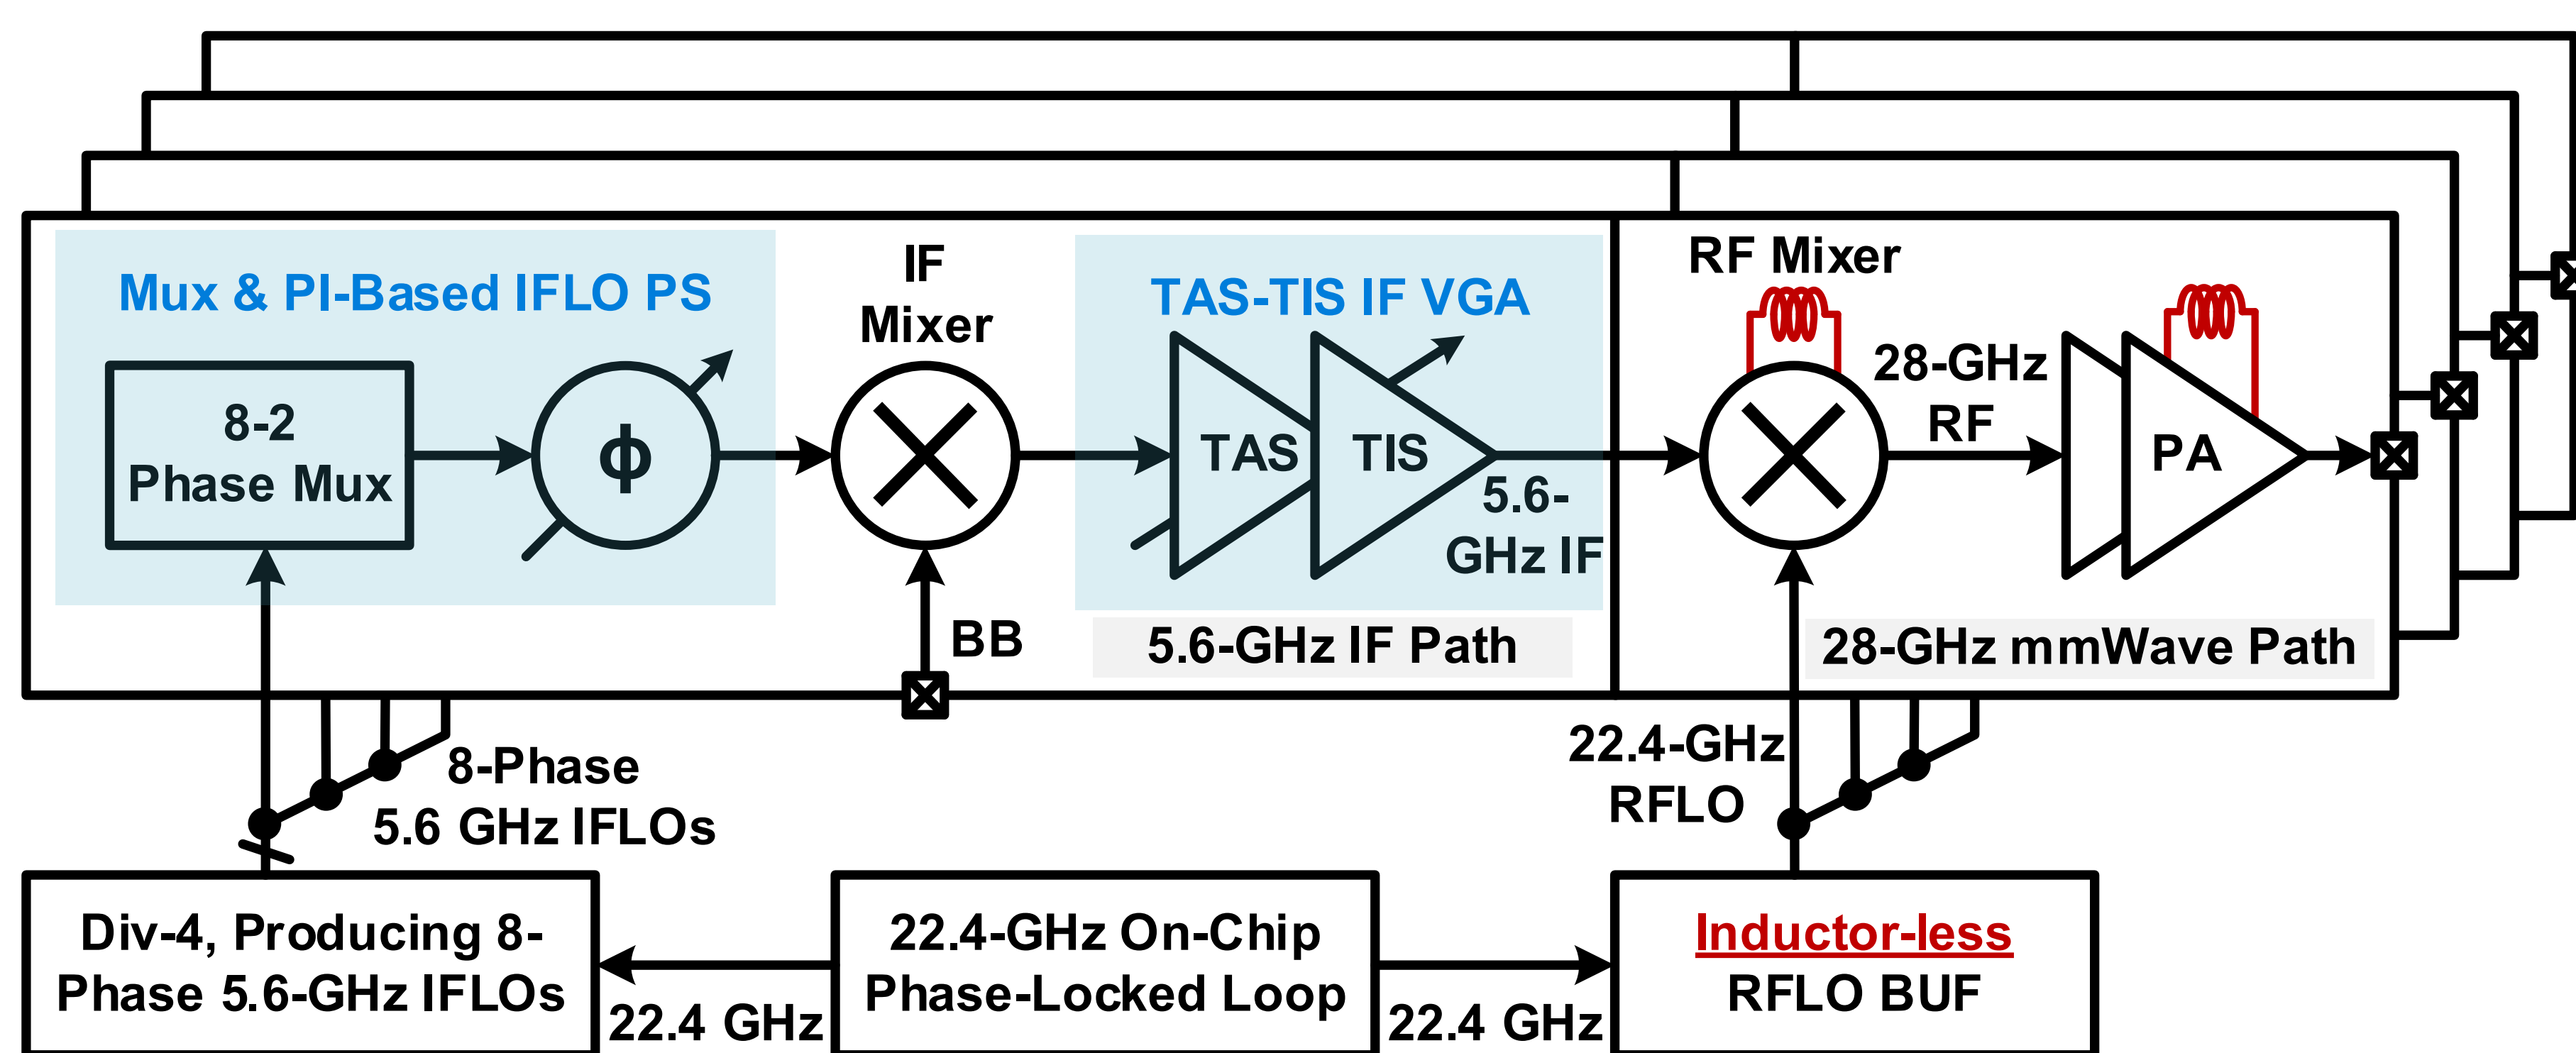 Mux & PI-Based IFLO PS
8-2
Phase Mux
ϕ
IF
Mixer
BB
TAS-TIS IF VGA
TAS
TIS
5.6-
GHz IF
5.6-GHz IF Path
RF Mixer
28-GHz
RF
PA
28-GHz mmWave Path
8-Phase
5.6 GHz IFLOs
22.4-GHz
RFLO
Div-4, Producing 8-
Phase 5.6-GHz IFLOs
22.4 GHz
22.4-GHz On-Chip
Phase-Locked Loop
22.4 GHz
Inductor-less
RFLO BUF